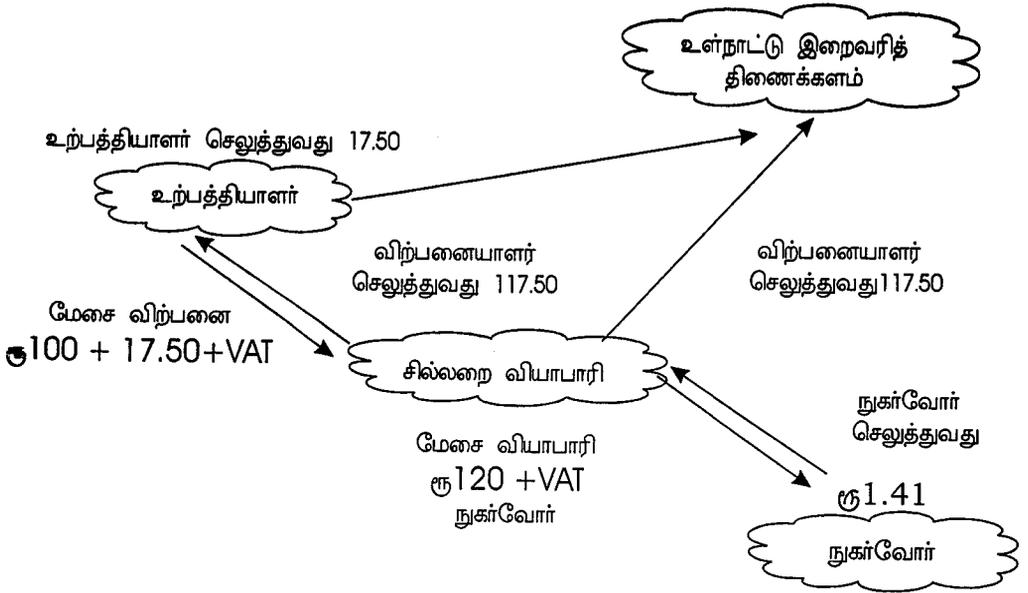 உள்நாட்டு இறைவரித்
திணைக்களம்
உற்பத்தியாளர் செலுத்துவது 17.50
உற்பத்தியாளர்
விற்பனையாளர்
செலுத்துவது 117.50
விற்பனையாளர்
செலுத்துவது117.50
மேசை விற்பனை
ரூ100 + 17.50+VAT
சில்லறை வியாபாரி
நுகர்வோர்
செலுத்துவது
மேசை வியாபாரி
ரூ120 +VAT
நுகர்வோர்
ரூ1.41
நுகர்வோர்